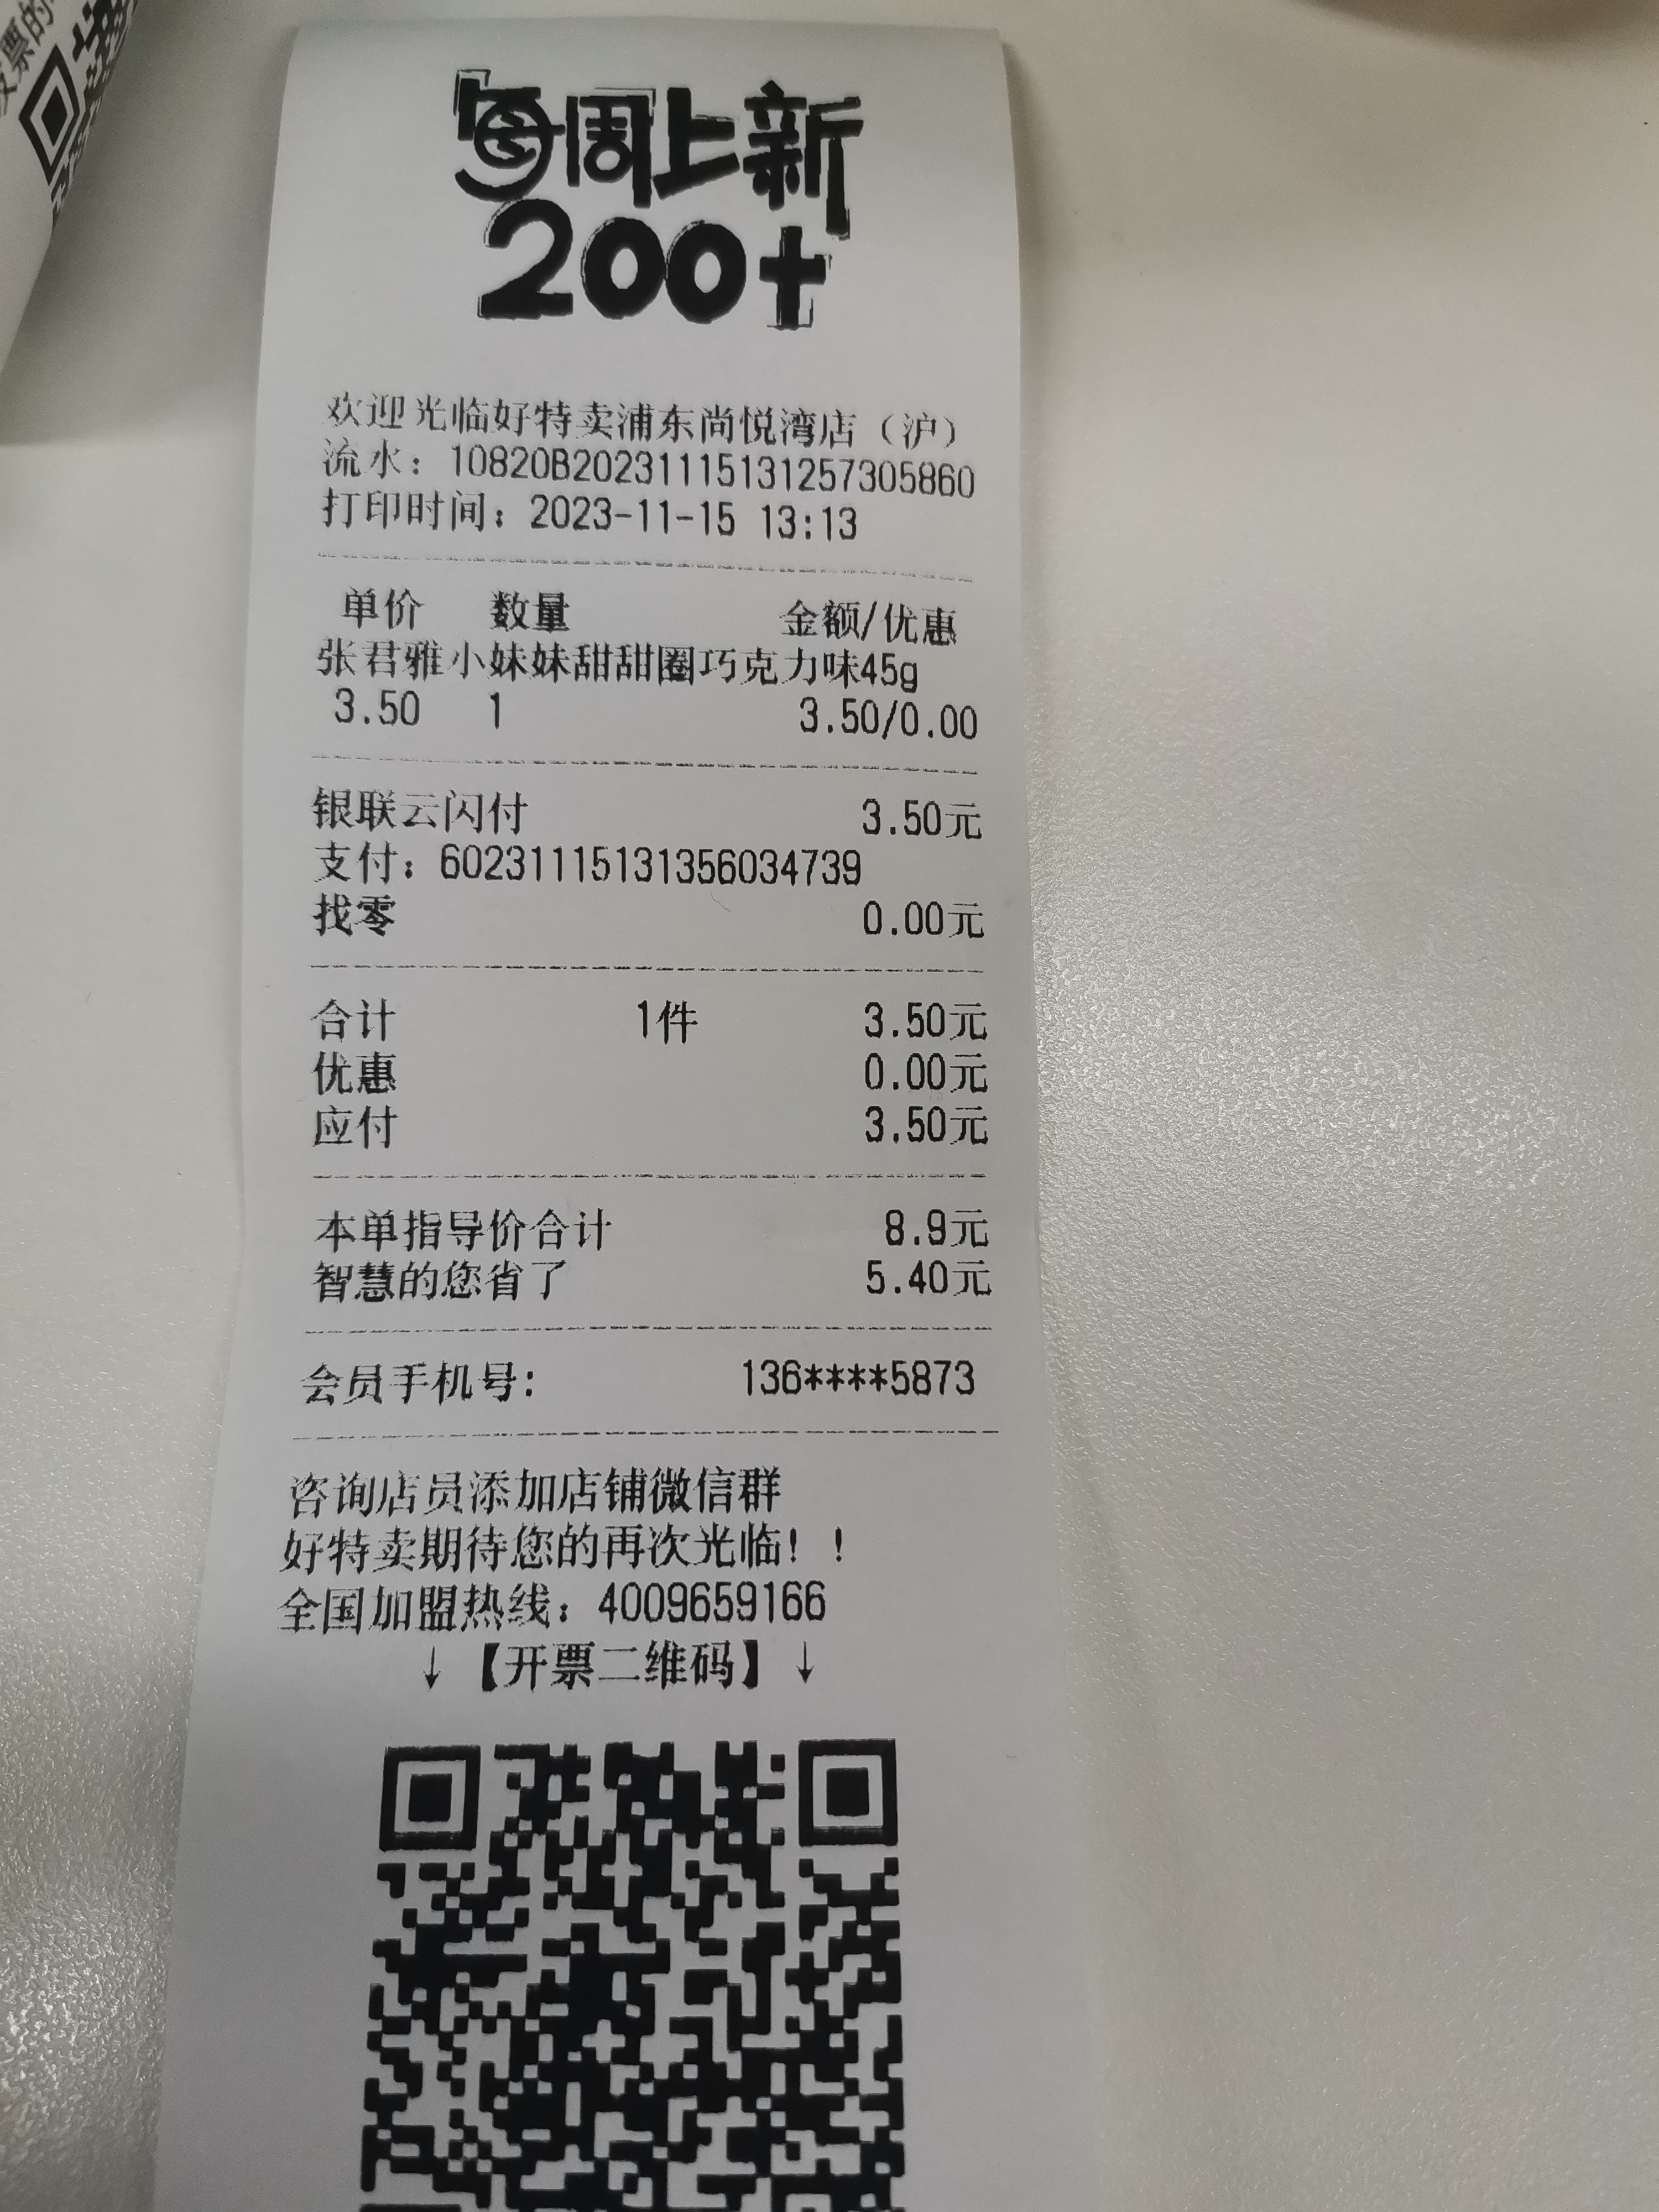 发票的
每周上新
200+
欢迎光临好特卖浦东尚悦湾店（沪）
流水：10820B20231115131257305860
打印时间：2023-11-15 13:13
单价 数量 金额/优惠
张君雅小妹妹甜甜圈巧克力味45g
3.50 1 3.50/0.00
银联云闪付 3.50元
支付：60231115131356034739
找零 0.00元
合计 1件 3.50元
优惠 0.00元
应付 3.50元
本单指导价合计 8.9元
智慧的您省了 5.40元
会员手机号: 136****5873
咨询店员添加店铺微信群
好特卖期待您的再次光临！！
全国加盟热线：4009659166
↓【开票二维码】↓